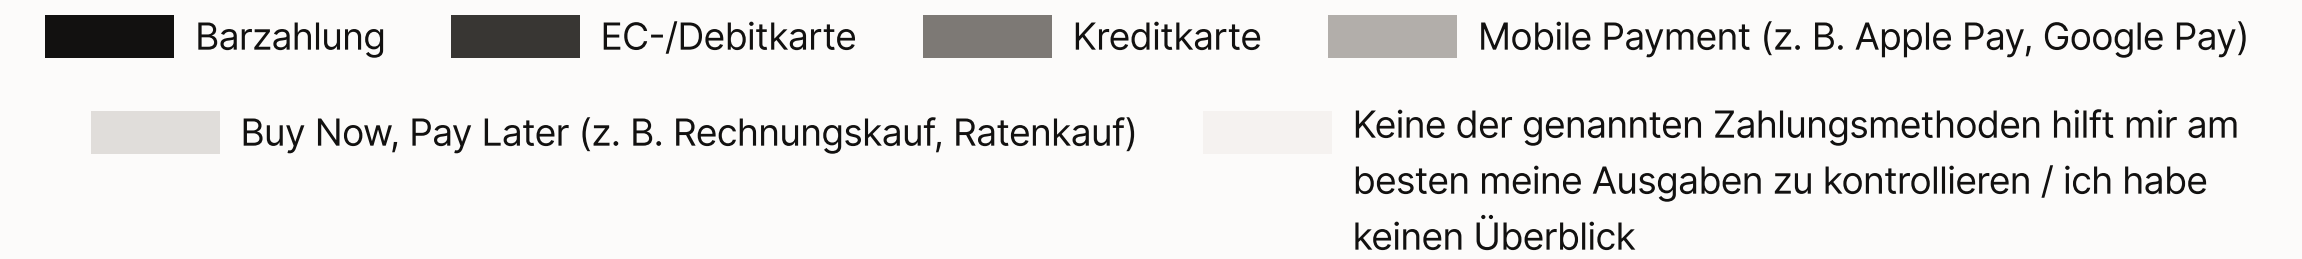 Barzahlung EC-/Debitkarte Kreditkarte Mobile Payment (z. B. Apple Pay, Google Pay)
Buy Now, Pay Later (z. B. Rechnungskauf, Ratenkauf)
Keine der genannten Zahlungsmethoden hilft mir am
besten meine Ausgaben zu kontrollieren / ich habe
keinen Überblick